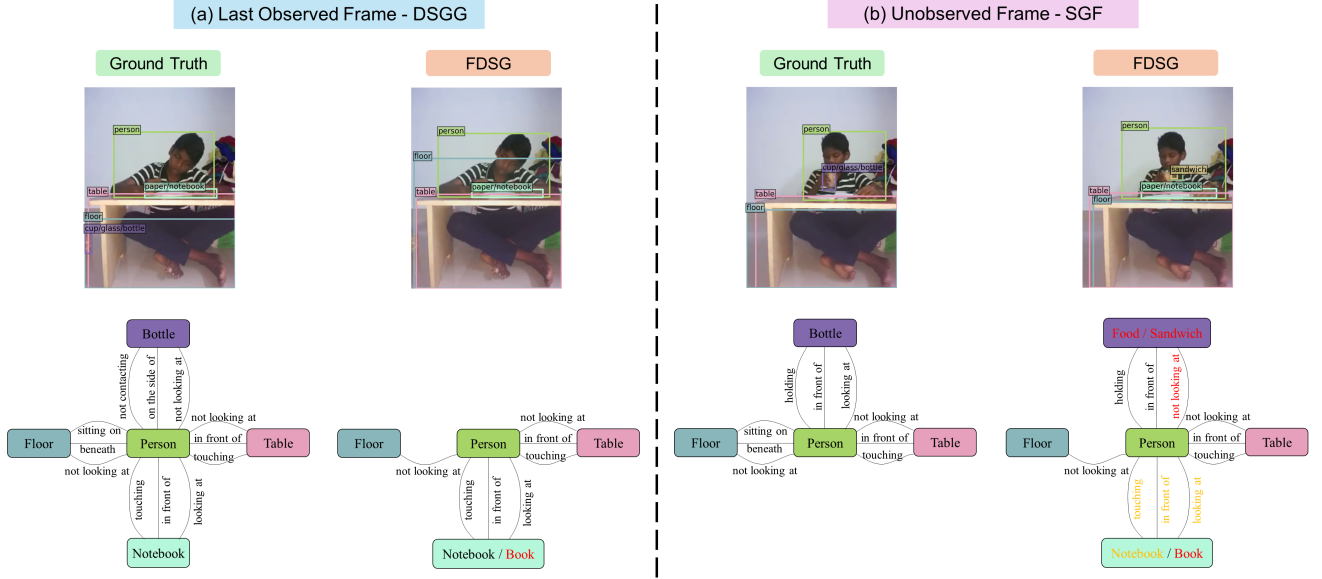 (a) Last Observed Frame - DSGG
(b) Unobserved Frame - SGF
Ground Truth
FDSG
Ground Truth
FDSG
person
paper/notebook
table
floor
cup/glass/bottle
person
floor
paper/notebook
table
person
cup/glass/bottle
table
floor
person
sandwich
paper/notebook
table
floor
Bottle
not contacting
on the side of
not looking at
Floor
sitting on
beneath
not looking at
Person
not looking at
in front of
touching
Table
touching
in front of
looking at
Notebook
Floor
not looking at
Person
not looking at
in front of
touching
Table
touching
in front of
looking at
Notebook / Book
Bottle
holding
in front of
looking at
Floor
sitting on
beneath
not looking at
Person
not looking at
in front of
touching
Table
Food / Sandwich
holding
in front of
not looking at
Floor
not looking at
Person
not looking at
in front of
touching
Table
touching
in front of
looking at
Notebook / Book